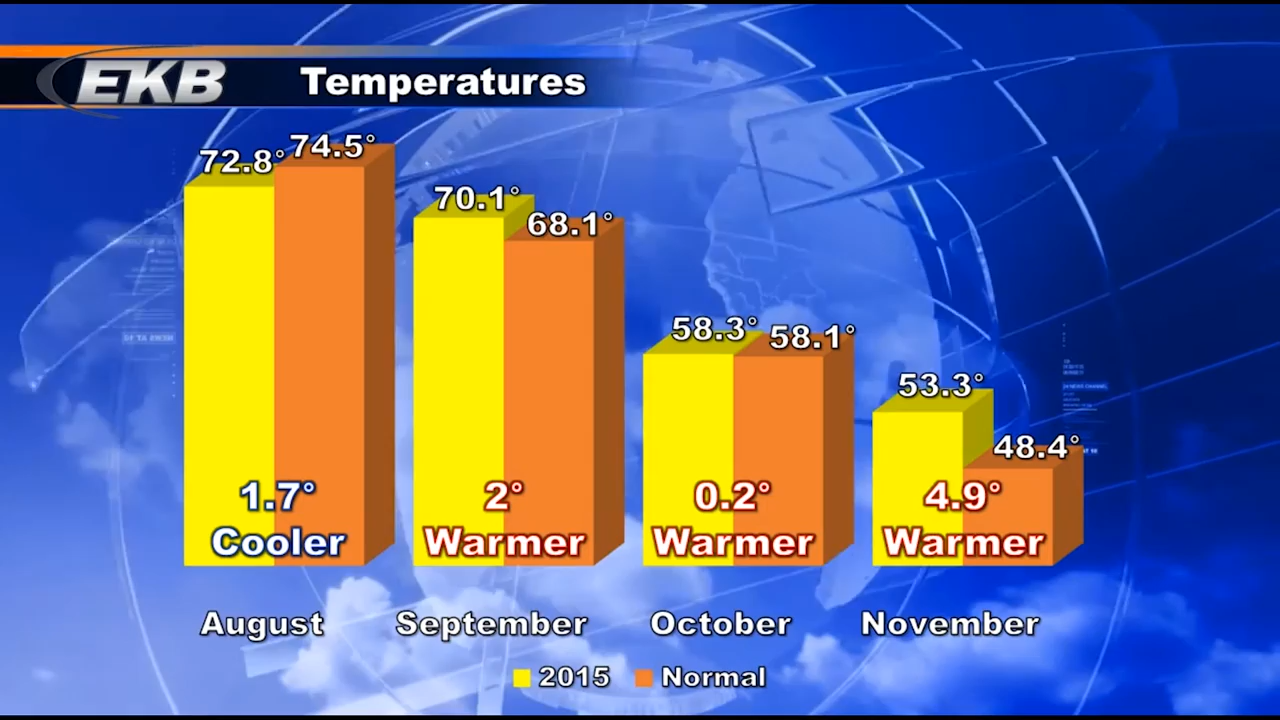 EKB Temperatures
72.8° 74.5°
70.1° 68.1°
58.3° 58.1°
53.3° 48.4°
1.7° 2° 0.2° 4.9°
Cooler Warmer Warmer Warmer
August September October November
2015 Normal